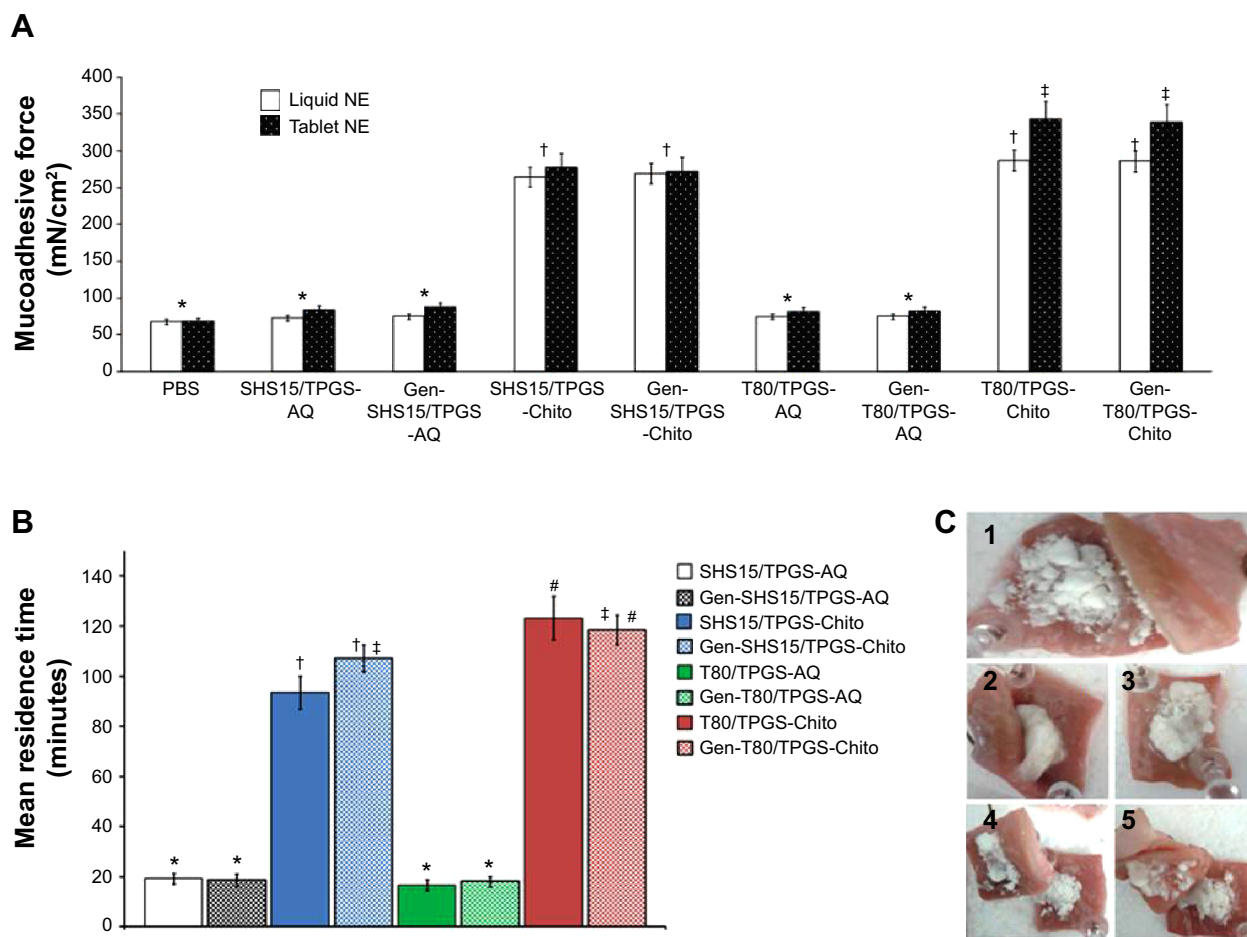 A
Mucoadhesive force
(mN/cm²)
400
350
300
250
200
150
100
50
0
Liquid NE
Tablet NE
*
*
*
†
†
*
*
†
‡
†
‡
PBS
SHS15/TPGS-
AQ
Gen-
SHS15/TPGS
-AQ
SHS15/TPGS
-Chito
Gen-
SHS15/TPGS
-Chito
T80/TPGS-
AQ
Gen-
T80/TPGS-
AQ
T80/TPGS-
Chito
Gen-
T80/TPGS-
Chito
B
Mean residence time
(minutes)
140
120
100
80
60
40
20
0
*
*
†
† ‡
*
*
#
‡ #
SHS15/TPGS-AQ
Gen-SHS15/TPGS-AQ
SHS15/TPGS-Chito
Gen-SHS15/TPGS-Chito
T80/TPGS-AQ
Gen-T80/TPGS-AQ
T80/TPGS-Chito
Gen-T80/TPGS-Chito
C
1
2
3
4
5